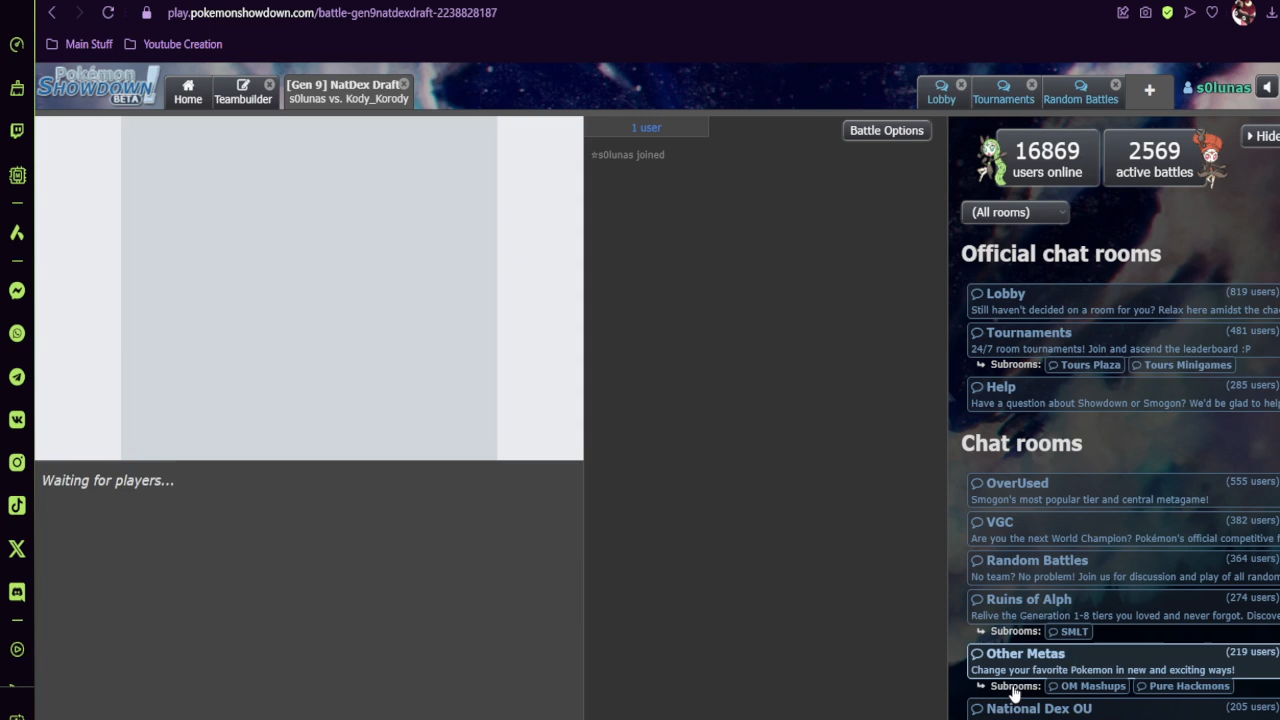 play.pokemonshowdown.com/battle-gen9natdexdraft-2238828187
Main Stuff
Youtube Creation
Pokémon
SHOWDOWN!
BETA
Home
Teambuilder
[Gen 9] NatDex Draft
s0lunas vs. Kody_Korody
Lobby
Tournaments
Random Battles
s0lunas
1 user
☆s0lunas joined
Battle Options
Waiting for players...
16869
users online
2569
active battles
Hide
(All rooms)
Official chat rooms
Lobby (819 users)
Still haven't decided on a room for you? Relax here amidst the cha
Tournaments (481 users)
24/7 room tournaments! Join and ascend the leaderboard :P
Subrooms: Tours Plaza Tours Minigames
Help (285 users)
Have a question about Showdown or Smogon? We'd be glad to help
Chat rooms
OverUsed (555 users)
Smogon's most popular tier and central metagame!
VGC (382 users)
Are you the next World Champion? Pokémon's official competitive f
Random Battles (364 users)
No team? No problem! Join us for discussion and play of all random
Ruins of Alph (274 users)
Relive the Generation 1-8 tiers you loved and never forgot. Discove
Subrooms: SMLT
Other Metas (219 users)
Change your favorite Pokemon in new and exciting ways!
Subrooms: OM Mashups Pure Hackmons
National Dex OU (205 users)